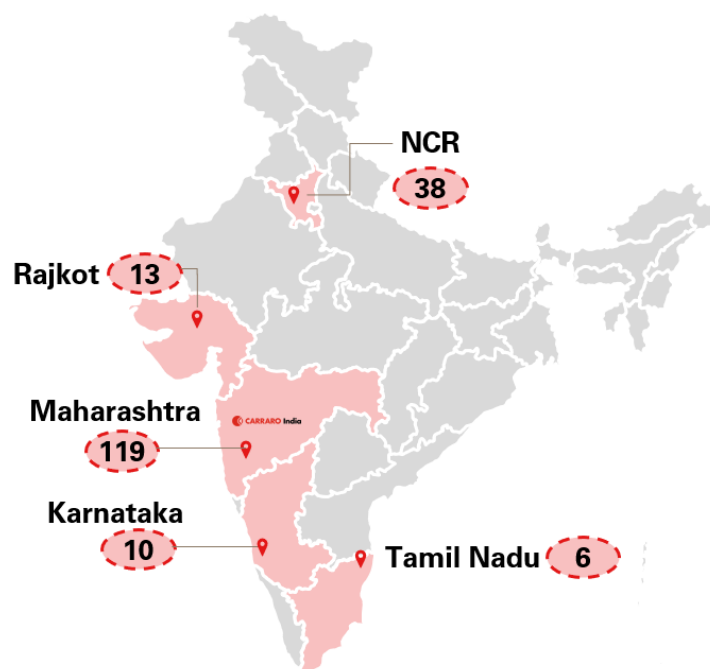 NCR
38
Rajkot 13
Maharashtra
CARRARO India
119
Karnataka
10
Tamil Nadu 6